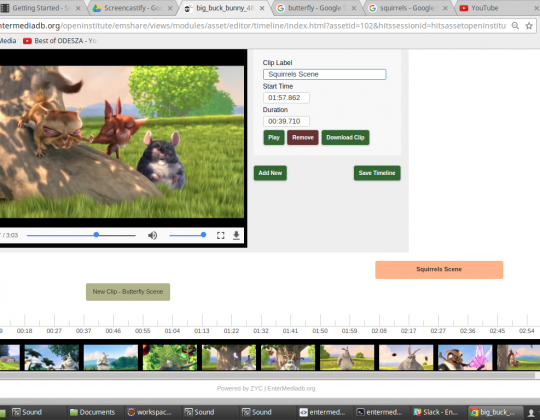 Getting Started - S
Screencastify - Go
big_buck_bunny_48
butterfly - Google S
squirrels - Google
YouTube
ntermediadb.org/openinstitute/emshare/views/modules/asset/editor/timeline/index.html?assetid=102&hitssessionid=hitsassetopeninstitu
Media
Best of ODESZA - Yo
Clip Label
Squirrels Scene
Start Time
01:57.862
Duration
00:39.710
Play
Remove
Download Clip
Add New
Save Timeline
/ 3:03
Squirrels Scene
New Clip - Butterfly Scene
9 00:18 00:27 00:37 00:46 00:55 01:04 01:13 01:22 01:32 01:41 01:50 01:59 02:08 02:17 02:27 02:36 02:45 02:54
Powered by ZYC | EnterMediadb.org
Sound
Documents
workspac...
Sound
Sound
entermed...
entermed...
Slack - En...
big_buck_...
En